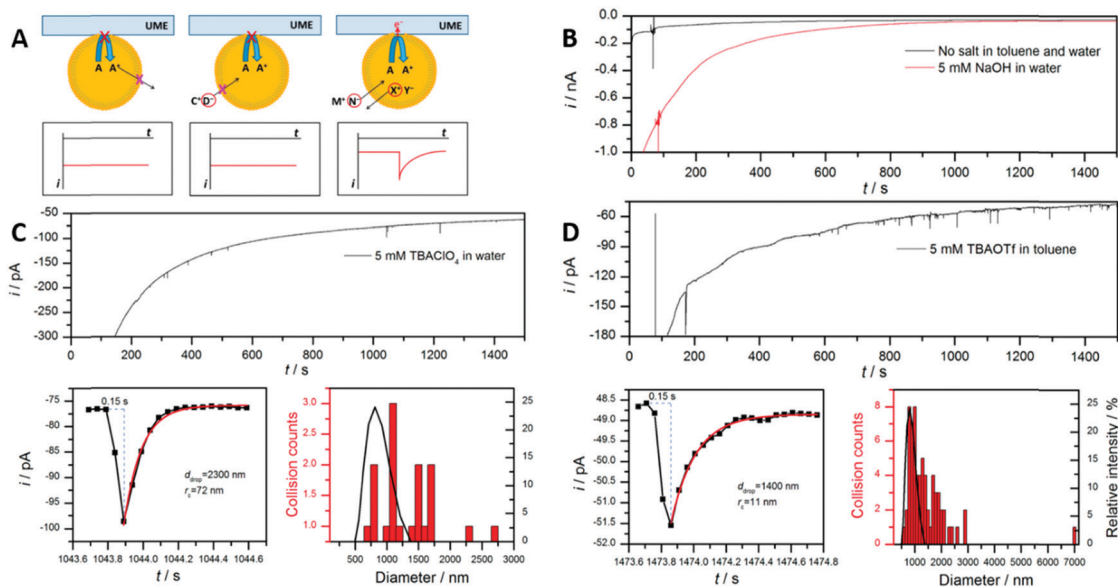 A
UME
UME
UME
e⁻
A A⁺
A A⁺
A A⁺
C⁺ D⁻
M⁺ N⁻
X⁺ Y⁻
t
i
t
i
t
i
B
i / nA
0.0
-0.2
-0.4
-0.6
-0.8
-1.0
No salt in toluene and water
5 mM NaOH in water
0 200 400 600 800 1000 1200 1400
t / s
C
i / pA
-50
-100
-150
-200
-250
-300
5 mM TBAClO₄ in water
0 200 400 600 800 1000 1200 1400
t / s
i / pA
-75
-80
-85
-90
-95
-100
0.15 s
d_drop=2300 nm
r_c=72 nm
1043.6 1043.8 1044.0 1044.2 1044.4 1044.6
t / s
Collision counts
3.0
2.5
2.0
1.5
1.0
25
20
15
10
5
0
500 1000 1500 2000 2500 3000
Diameter / nm
D
i / pA
-60
-90
-120
-150
-180
5 mM TBAOTf in toluene
0 200 400 600 800 1000 1200 1400
t / s
i / pA
-48.5
-49.0
-49.5
-50.0
-50.5
-51.0
-51.5
-52.0
0.15 s
d_drop=1400 nm
r_c=11 nm
1473.6 1473.8 1474.0 1474.2 1474.4 1474.6 1474.8
t / s
Collision counts
8
6
4
2
0
Relative intensity / %
25
20
15
10
5
0
1000 2000 3000 4000 5000 6000 7000
Diameter / nm